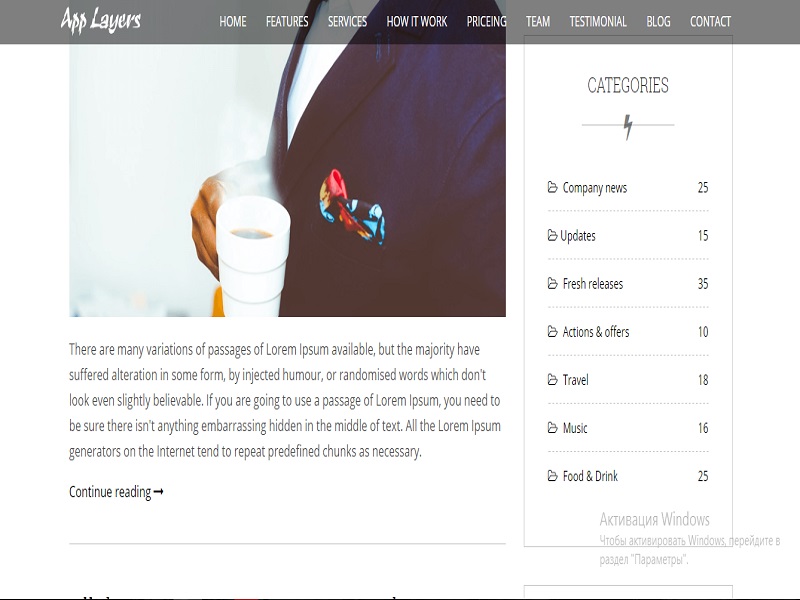 App Layers
HOME FEATURES SERVICES HOW IT WORK PRICEING TEAM TESTIMONIAL BLOG CONTACT
There are many variations of passages of Lorem Ipsum available, but the majority have
suffered alteration in some form, by injected humour, or randomised words which don't
look even slightly believable. If you are going to use a passage of Lorem Ipsum, you need to
be sure there isn't anything embarrassing hidden in the middle of text. All the Lorem Ipsum
generators on the Internet tend to repeat predefined chunks as necessary.
Continue reading
CATEGORIES
Company news 25
Updates 15
Fresh releases 35
Actions & offers 10
Travel 18
Music 16
Food & Drink 25
Активация Windows
Чтобы активировать Windows, перейдите в
раздел "Параметры".